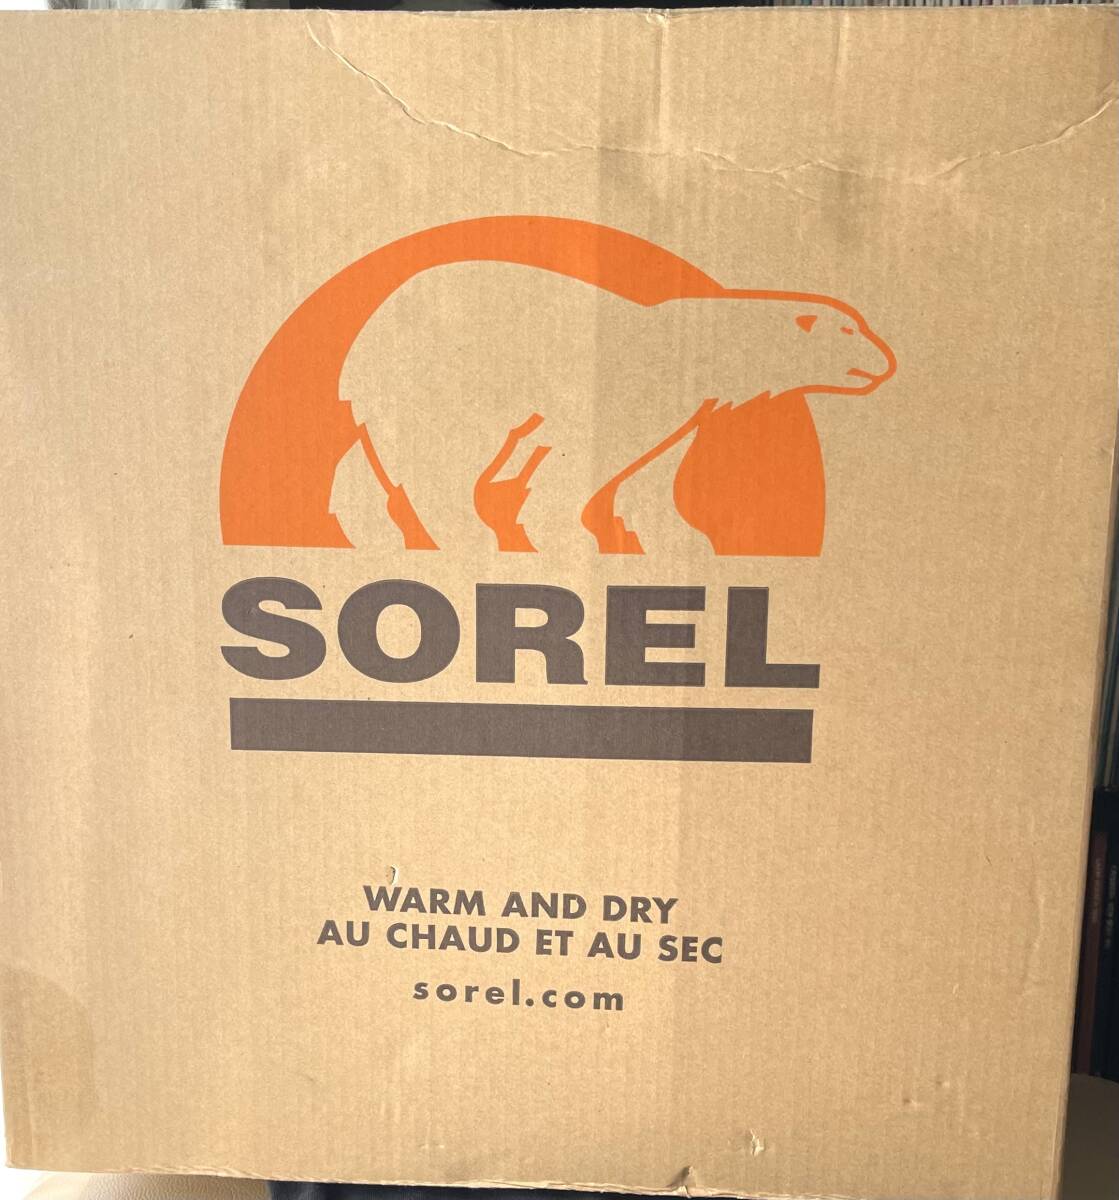 SOREL
WARM AND DRY
AU CHAUD ET AU SEC
sorel.com